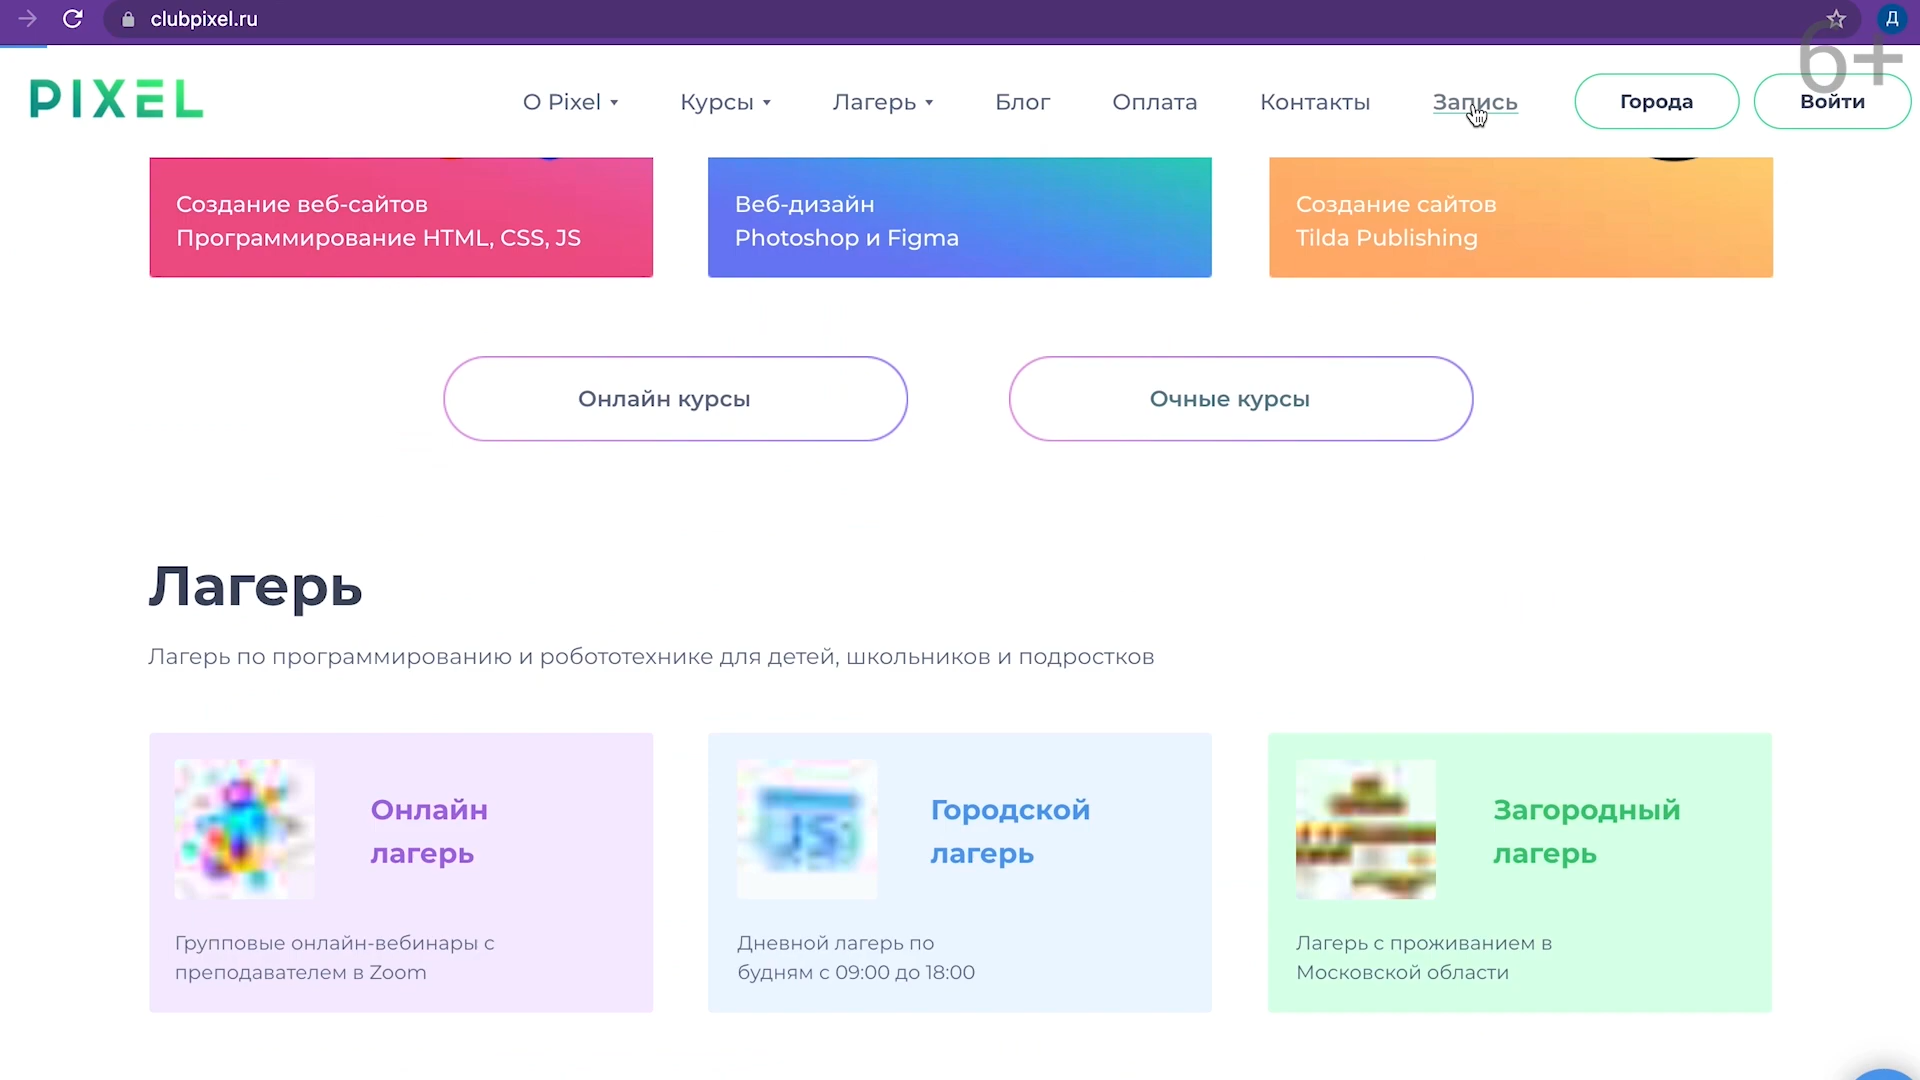 clubpixel.ru
Д
6+
PIXEL
О Pixel
Курсы
Лагерь
Блог
Оплата
Контакты
Запись
Города
Войти
Создание веб-сайтов
Программирование HTML, CSS, JS
Веб-дизайн
Photoshop и Figma
Создание сайтов
Tilda Publishing
Онлайн курсы
Очные курсы
Лагерь
Лагерь по программированию и робототехнике для детей, школьников и подростков
Онлайн
лагерь
Групповые онлайн-вебинары с
преподавателем в Zoom
JS
Городской
лагерь
Дневной лагерь по
будням с 09:00 до 18:00
Загородный
лагерь
Лагерь с проживанием в
Московской области